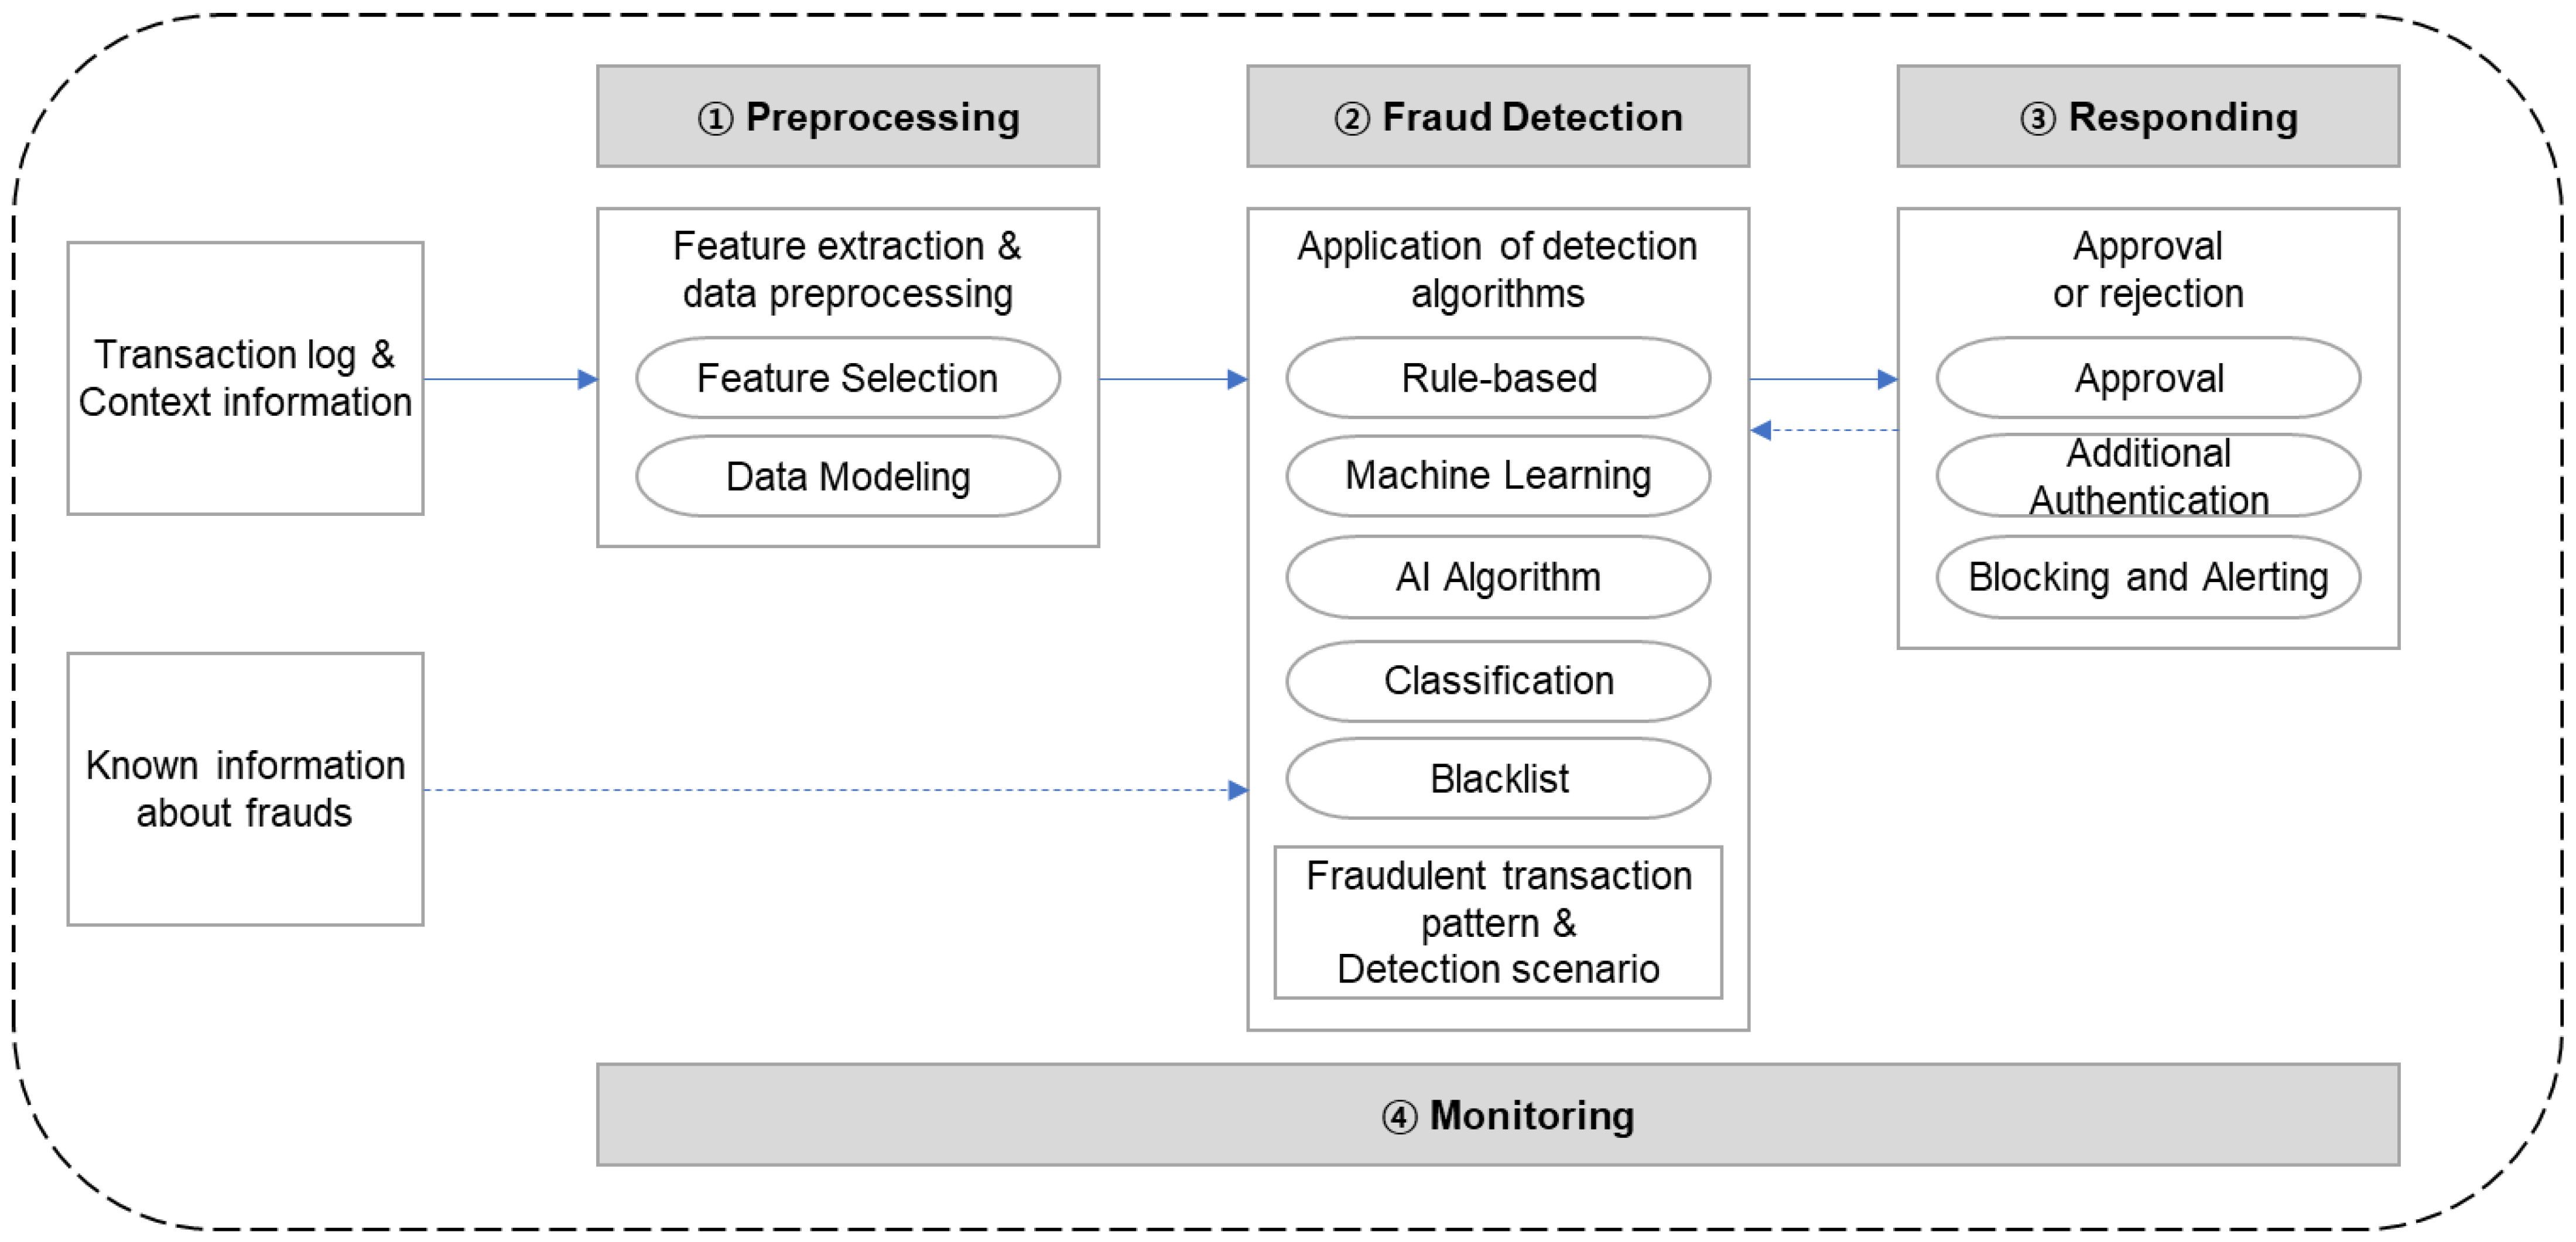 ① Preprocessing
② Fraud Detection
③ Responding
Transaction log &
Context information
Feature extraction &
data preprocessing
Feature Selection
Data Modeling
Application of detection
algorithms
Rule-based
Machine Learning
AI Algorithm
Classification
Blacklist
Fraudulent transaction
pattern &
Detection scenario
Approval
or rejection
Approval
Additional
Authentication
Blocking and Alerting
Known information
about frauds
④ Monitoring